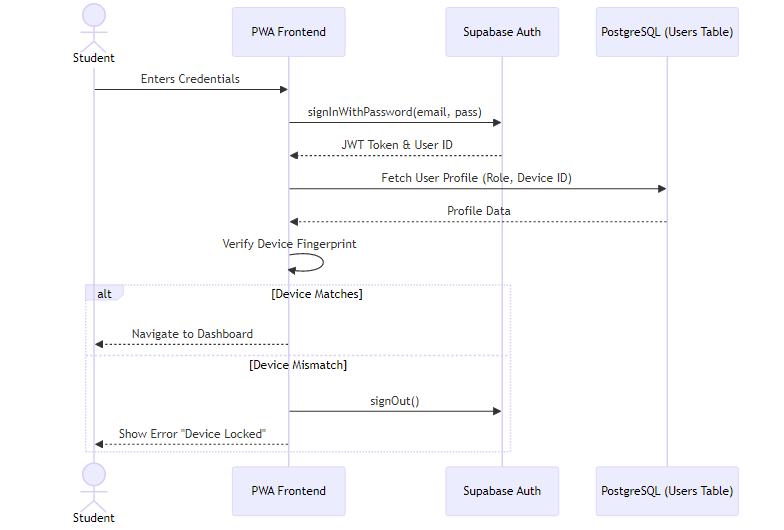 Student
PWA Frontend
Supabase Auth
PostgreSQL (Users Table)
Enters Credentials
signInWithPassword(email, pass)
JWT Token & User ID
Fetch User Profile (Role, Device ID)
Profile Data
Verify Device Fingerprint
alt
[Device Matches]
Navigate to Dashboard
[Device Mismatch]
signOut()
Show Error "Device Locked"
Student
PWA Frontend
Supabase Auth
PostgreSQL (Users Table)